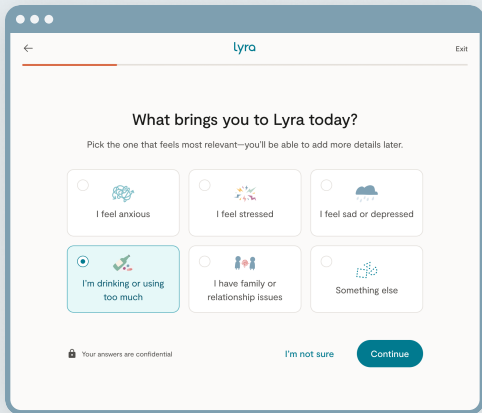 lyra
Exit
What brings you to Lyra today?
Pick the one that feels most relevant—you'll be able to add more details later.
I feel anxious
I feel stressed
I feel sad or depressed
I'm drinking or using
too much
I have family or
relationship issues
Something else
Your answers are confidential
I'm not sure
Continue